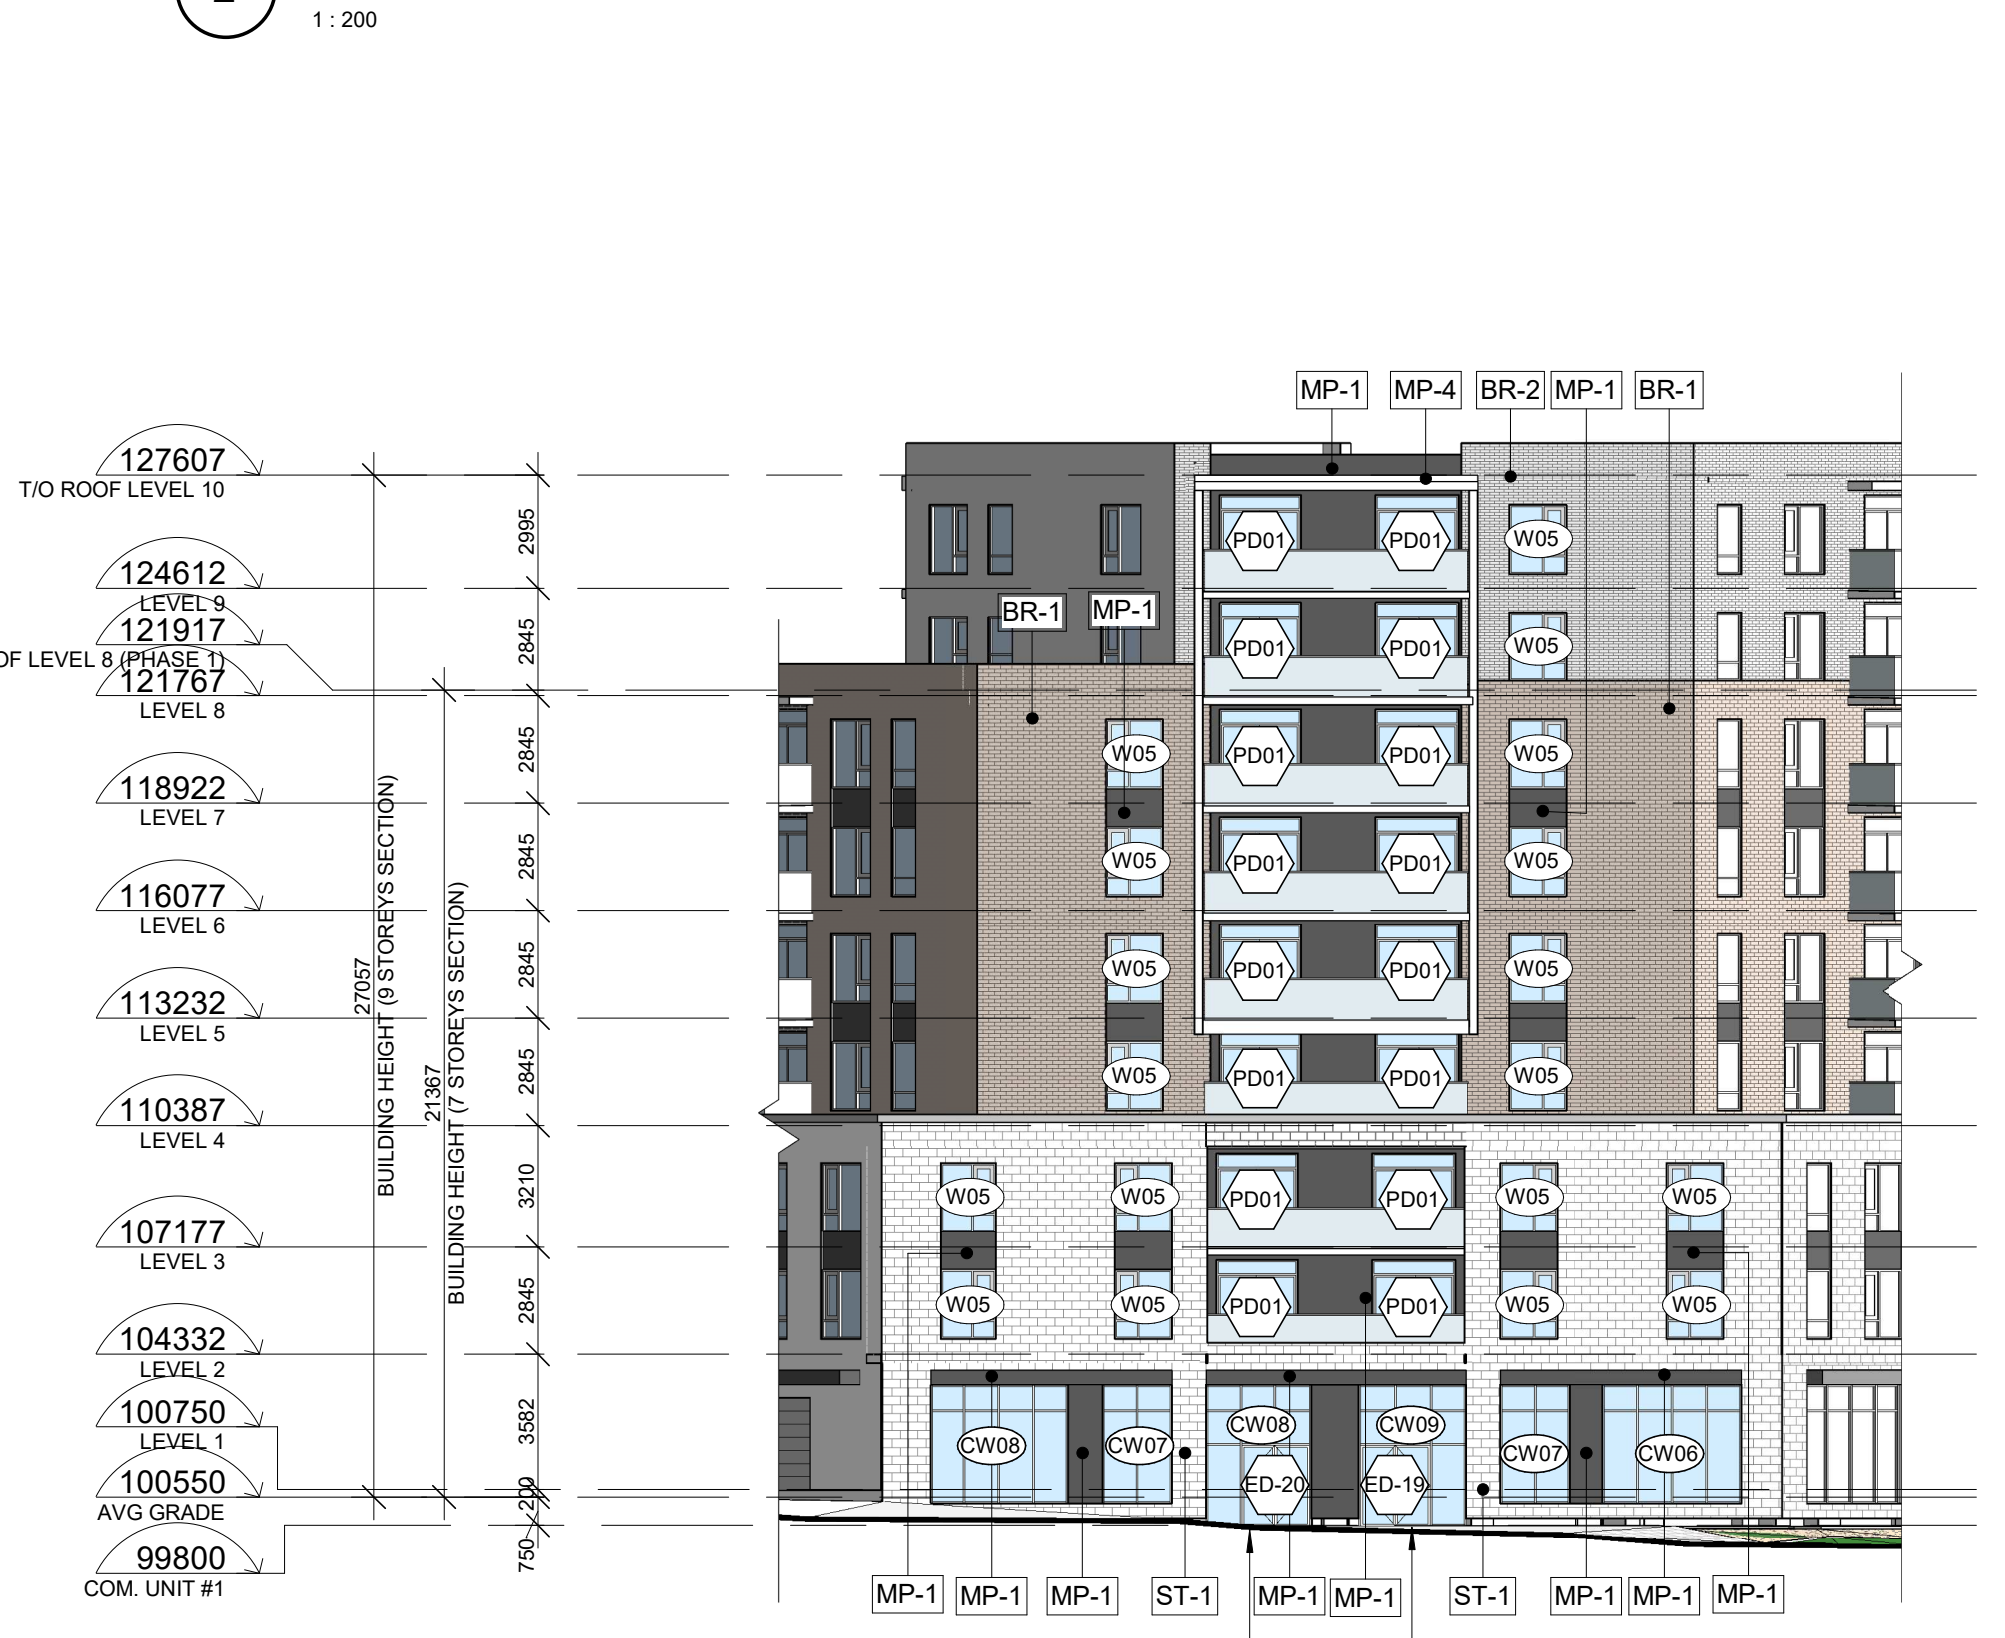 1 : 200
MP-1
MP-4
BR-2
MP-1
BR-1
127607
T/O ROOF LEVEL 10
2995
PD01
PD01
W05
124612
LEVEL 9
BR-1
MP-1
121917
OF LEVEL 8 (PHASE 1)
2845
PD01
PD01
W05
121767
LEVEL 8
2845
W05
PD01
PD01
W05
118922
LEVEL 7
2845
W05
PD01
PD01
W05
116077
LEVEL 6
27057
BUILDING HEIGHT (9 STOREYS SECTION)
2845
W05
PD01
PD01
W05
113232
LEVEL 5
21367
BUILDING HEIGHT (7 STOREYS SECTION)
2845
W05
PD01
PD01
W05
110387
LEVEL 4
3210
W05
W05
PD01
PD01
W05
W05
107177
LEVEL 3
2845
W05
W05
PD01
PD01
W05
W05
104332
LEVEL 2
3582
100750
LEVEL 1
CW08
CW07
CW08
CW09
CW07
CW06
100550
AVG GRADE
200
ED-20
ED-19
750
99800
COM. UNIT #1
MP-1
MP-1
MP-1
ST-1
MP-1
MP-1
ST-1
MP-1
MP-1
MP-1